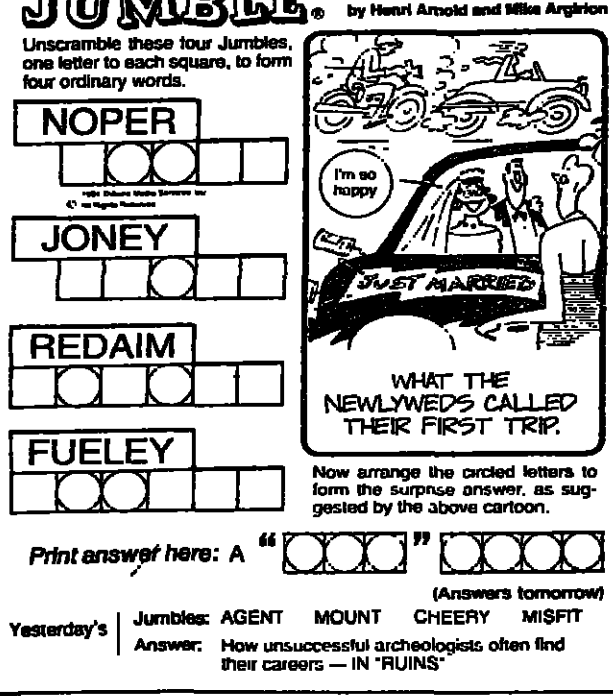 JUMBLE®
by Henri Arnold and Mike Argirion
Unscramble these four Jumbles,
one letter to each square, to form
four ordinary words.
NOPER
All Rights Reserved
JONEY
REDAIM
FUELEY
I'm so
happy
JUST MARRIED
WHAT THE
NEWLYWEDS CALLED
THEIR FIRST TRIP.
Now arrange the circled letters to
form the surprise answer, as sug-
gested by the above cartoon.
Print answer here: A “ ”
(Answers tomorrow)
Yesterday's
Jumbles: AGENT MOUNT CHEERY MISFIT
Answer: How unsuccessful archeologists often find
their careers — IN "RUINS"